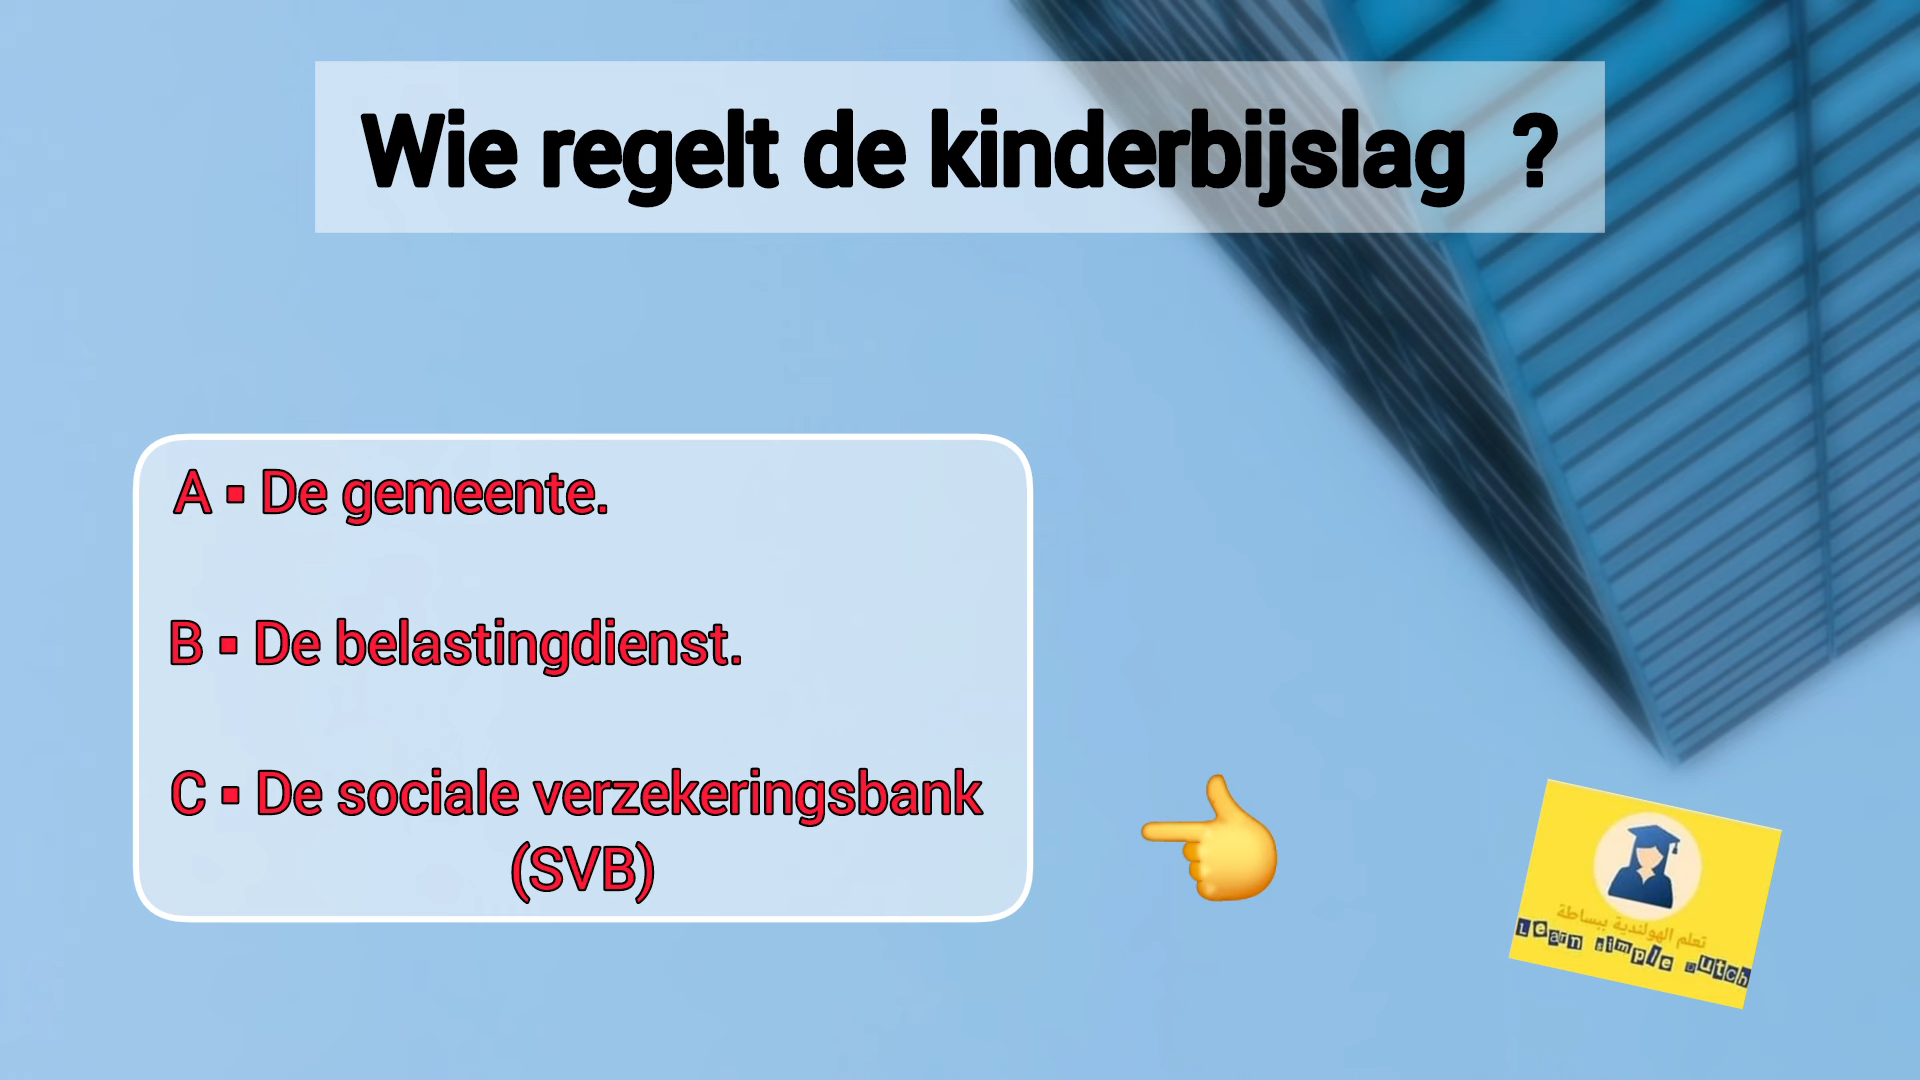 Wie regelt de kinderbijslag ?
A ▪ De gemeente.
B ▪ De belastingdienst.
C ▪ De sociale verzekeringsbank
(SVB)
تعلم الهولندية ببساطة
Learn simple Dutch